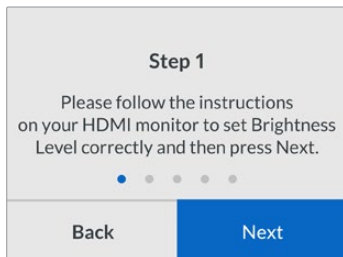 Step 1
Please follow the instructions
on your HDMI monitor to set Brightness
Level correctly and then press Next.
Back
Next